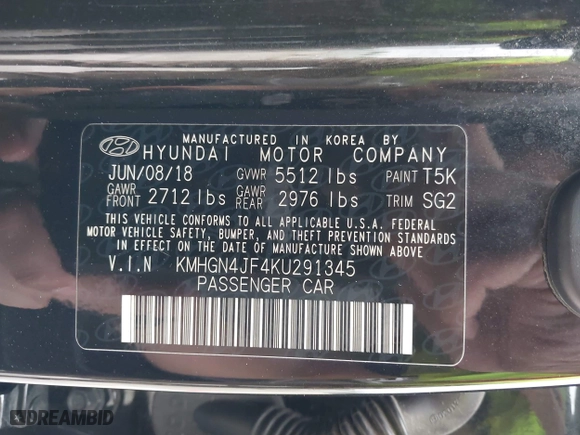 MANUFACTURED IN KOREA BY
HYUNDAI MOTOR COMPANY
JUN/08/18 GVWR 5512 lbs PAINT T5K
GAWR FRONT 2712 lbs GAWR REAR 2976 lbs TRIM SG2
THIS VEHICLE CONFORMS TO ALL APPLICABLE U.S.A. FEDERAL
MOTOR VEHICLE SAFETY, BUMPER, AND THEFT PREVENTION STANDARDS
IN EFFECT ON THE DATE OF MANUFACTURE SHOWN ABOVE
V.I.N KMHGN4JF4KU291345
PASSENGER CAR
DREAMBID